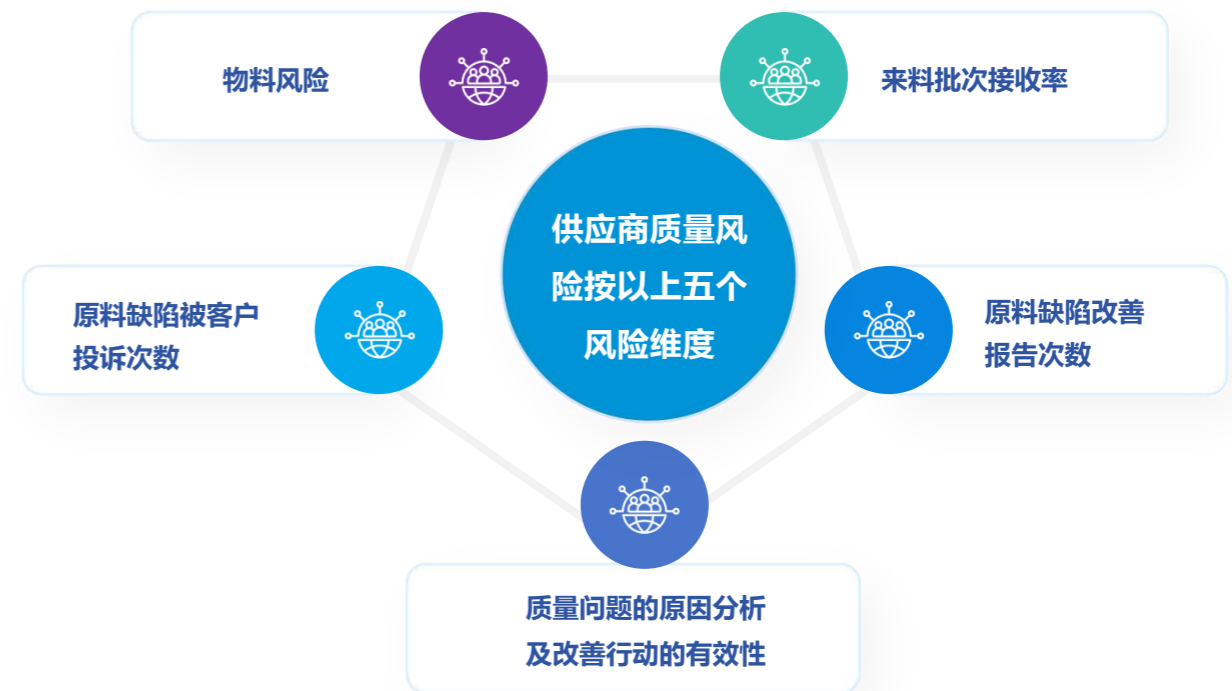 物料风险
来料批次接收率
供应商质量风
险按以上五个
风险维度
原料缺陷被客户
投诉次数
原料缺陷改善
报告次数
质量问题的原因分析
及改善行动的有效性